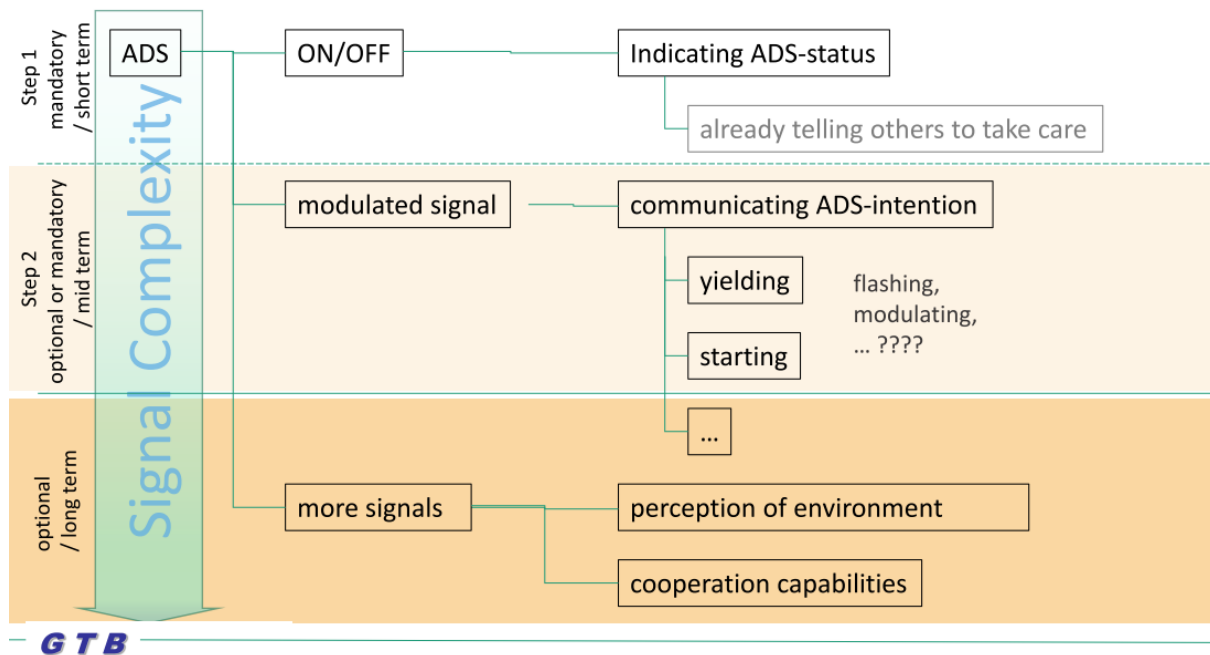 Step 1
mandatory
/ short term
ADS
ON/OFF
Indicating ADS-status
already telling others to take care
Signal Complexity
Step 2
optional or mandatory
/ mid term
modulated signal
communicating ADS-intention
yielding
starting
flashing,
modulating,
... ????
...
optional
/ long term
more signals
perception of environment
cooperation capabilities
GTB